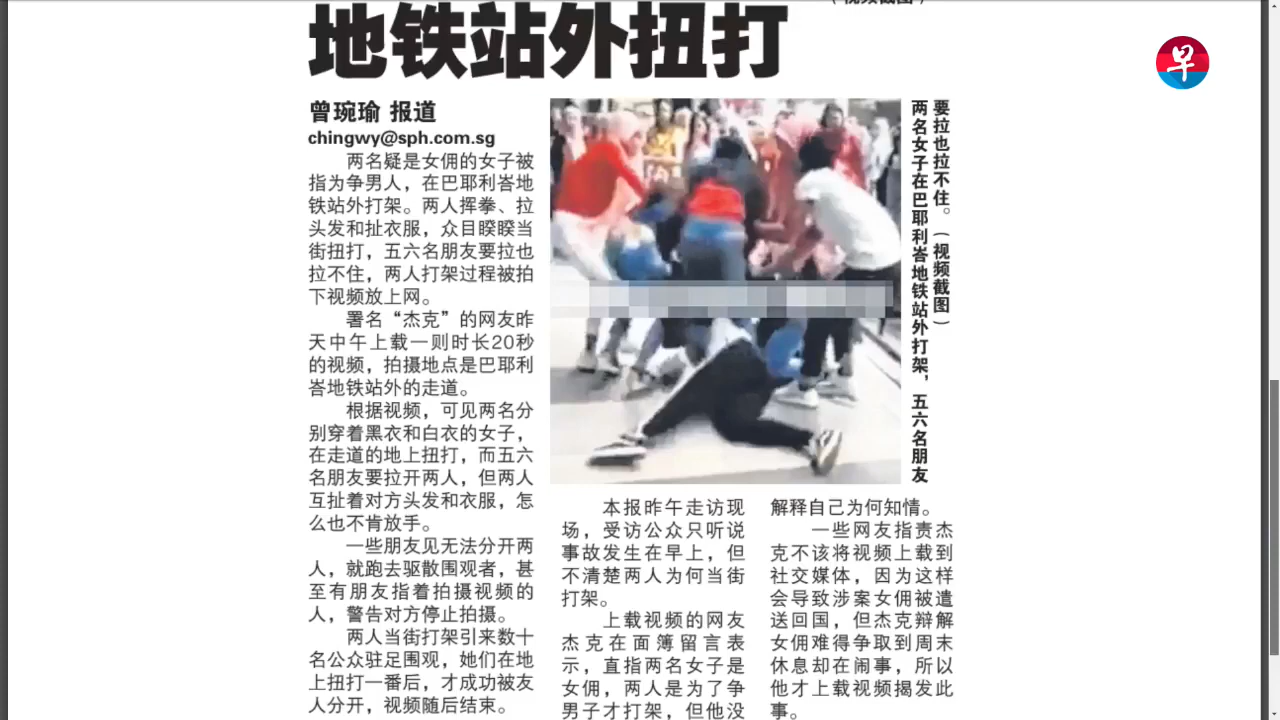 （视频截图）
地铁站外扭打
早
曾琬瑜 报道
chingwy@sph.com.sg
两名疑是女佣的女子被
指为争男人，在巴耶利峇地
铁站外打架。两人挥拳、拉
头发和扯衣服，众目睽睽当
街扭打，五六名朋友要拉也
拉不住，两人打架过程被拍
下视频放上网。
署名“杰克”的网友昨
天中午上载一则时长20秒
的视频，拍摄地点是巴耶利
峇地铁站外的走道。
根据视频，可见两名分
别穿着黑衣和白衣的女子，
在走道的地上扭打，而五六
名朋友要拉开两人，但两人
互扯着对方头发和衣服，怎
么也不肯放手。
一些朋友见无法分开两
人，就跑去驱散围观者，甚
至有朋友指着拍摄视频的
人，警告对方停止拍摄。
两人当街打架引来数十
名公众驻足围观，她们在地
上扭打一番后，才成功被友
人分开，视频随后结束。
两名女子在巴耶利峇地铁站外打架，五六名朋友
要拉也拉不住。（视频截图）
本报昨午走访现
场，受访公众只听说
事故发生在早上，但
不清楚两人为何当街
打架。
上载视频的网友
杰克在面簿留言表
示，直指两名女子是
女佣，两人是为了争
男子才打架，但他没
解释自己为何知情。
一些网友指责杰
克不该将视频上载到
社交媒体，因为这样
会导致涉案女佣被遣
送回国，但杰克辩解
女佣难得争取到周末
休息却在闹事，所以
他才上载视频揭发此
事。